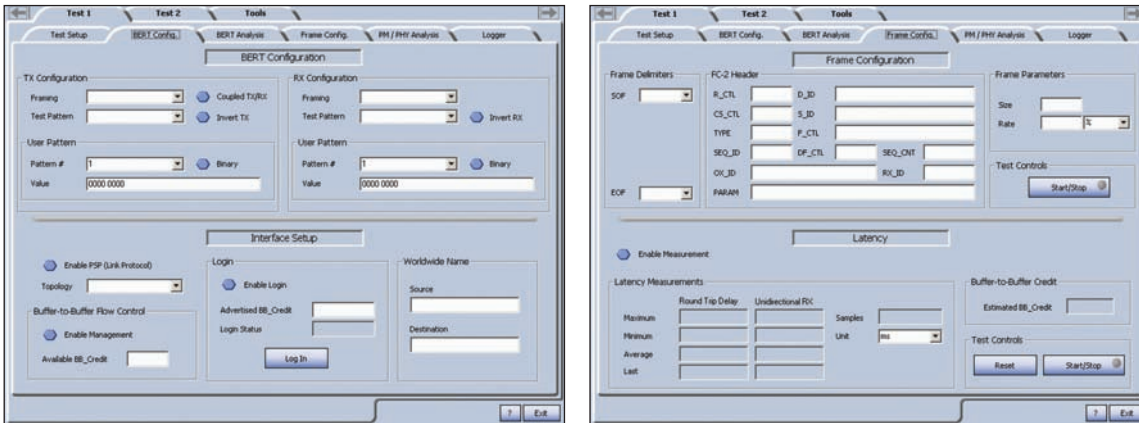 Test 1 Test 2 Tools
Test Setup BERT Config. BERT Analysis Frame Config. PM / PHY Analysis Logger
BERT Configuration
TX Configuration
Framing Coupled TX/RX
Test Pattern Invert TX
User Pattern
Pattern # 1 Binary
Value 0000 0000
RX Configuration
Framing
Test Pattern Invert RX
User Pattern
Pattern # 1 Binary
Value 0000 0000
Interface Setup
Enable PSP (Link Protocol)
Topology
Buffer-to-Buffer Flow Control
Enable Management
Available BB_Credit
Login
Enable Login
Advertised BB_Credit
Login Status
Log In
Worldwide Name
Source
Destination
? Exit
Test 1 Test 2 Tools
Test Setup BERT Config. BERT Analysis Frame Config. PM / PHY Analysis Logger
Frame Configuration
Frame Delimiters
SOF
EOF
FC-2 Header
R_CTL D_ID
CS_CTL S_ID
TYPE F_CTL
SEQ_ID DF_CTL SEQ_CNT
OX_ID RX_ID
PARAM
Frame Parameters
Size
Rate %
Test Controls
Start/Stop
Latency
Enable Measurement
Latency Measurements
Round Trip Delay Unidirectional RX
Maximum Samples
Minimum Unit ms
Average
Last
Buffer-to-Buffer Credit
Estimated BB_Credit
Test Controls
Reset Start/Stop
? Exit